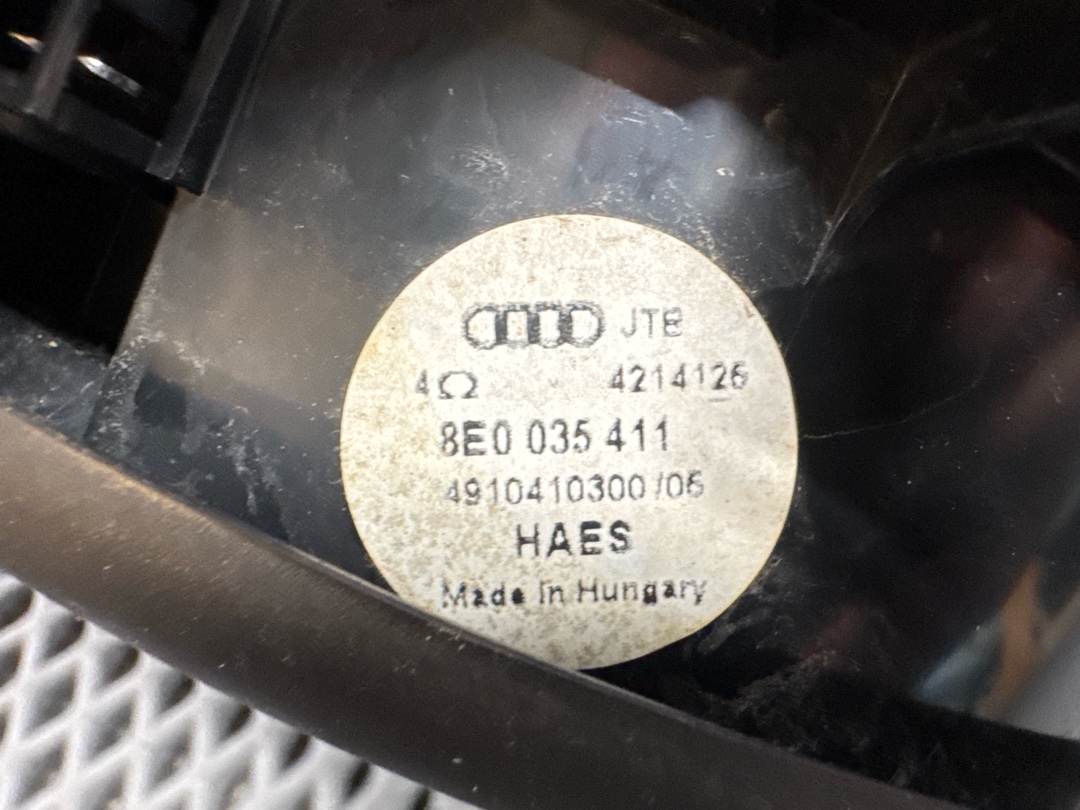 JTB
4Ω 4214126
8E0 035 411
4910410300/06
HAES
Made In Hungary